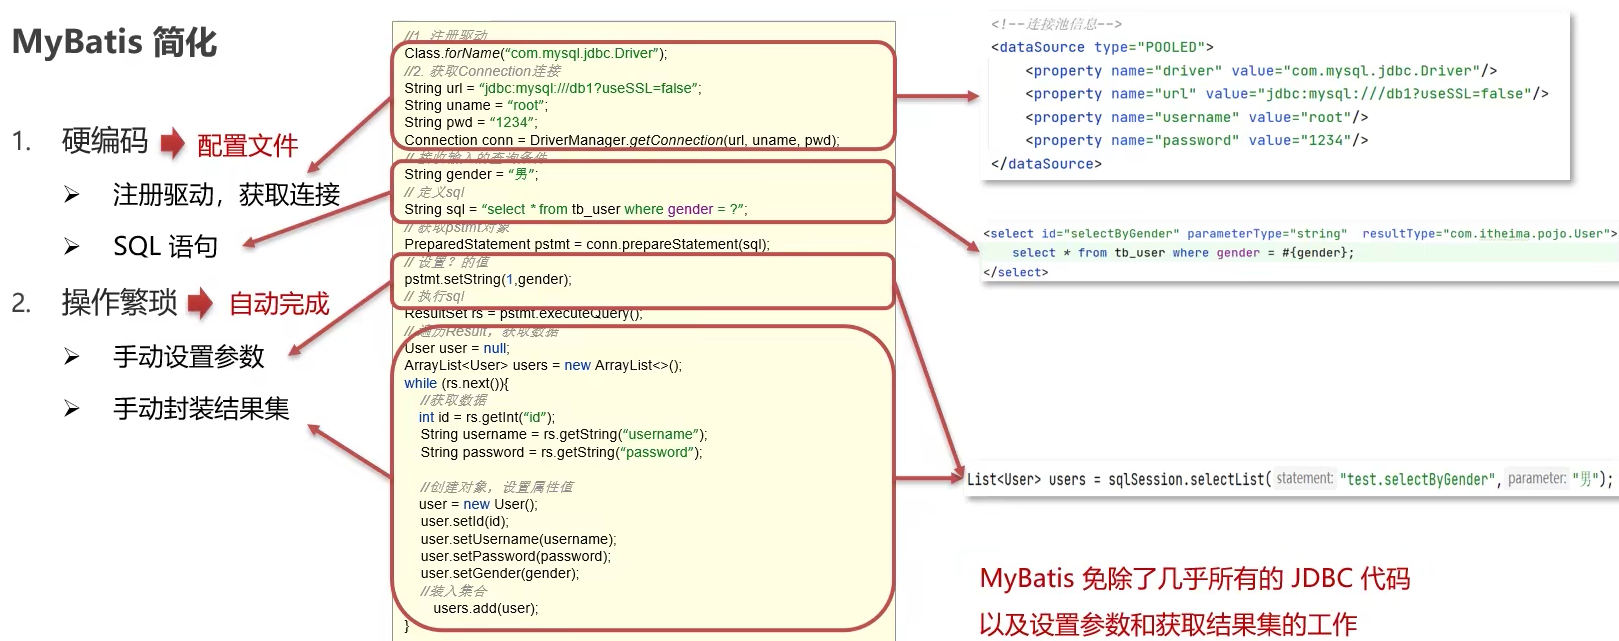 MyBatis 简化
1. 硬编码 配置文件
注册驱动，获取连接
SQL 语句
2. 操作繁琐 自动完成
手动设置参数
手动封装结果集
//1. 注册驱动
Class.forName(“com.mysql.jdbc.Driver”);
//2. 获取Connection连接
String url = “jdbc:mysql:///db1?useSSL=false”;
String uname = “root”;
String pwd = “1234”;
Connection conn = DriverManager.getConnection(url, uname, pwd);
// 接收输入的查询条件
String gender = “男”;
// 定义sql
String sql = “select * from tb_user where gender = ?”;
// 获取pstmt对象
PreparedStatement pstmt = conn.prepareStatement(sql);
// 设置？的值
pstmt.setString(1,gender);
// 执行sql
ResultSet rs = pstmt.executeQuery();
// 遍历Result，获取数据
User user = null;
ArrayList<User> users = new ArrayList<>();
while (rs.next()){
//获取数据
int id = rs.getInt(“id”);
String username = rs.getString(“username”);
String password = rs.getString(“password”);
//创建对象，设置属性值
user = new User();
user.setId(id);
user.setUsername(username);
user.setPassword(password);
user.setGender(gender);
//装入集合
users.add(user);
}
<!--连接池信息-->
<dataSource type="POOLED">
<property name="driver" value="com.mysql.jdbc.Driver"/>
<property name="url" value="jdbc:mysql:///db1?useSSL=false"/>
<property name="username" value="root"/>
<property name="password" value="1234"/>
</dataSource>
<select id="selectByGender" parameterType="string" resultType="com.itheima.pojo.User">
select * from tb_user where gender = #{gender};
</select>
List<User> users = sqlSession.selectList( statement: "test.selectByGender", parameter: "男");
MyBatis 免除了几乎所有的 JDBC 代码
以及设置参数和获取结果集的工作